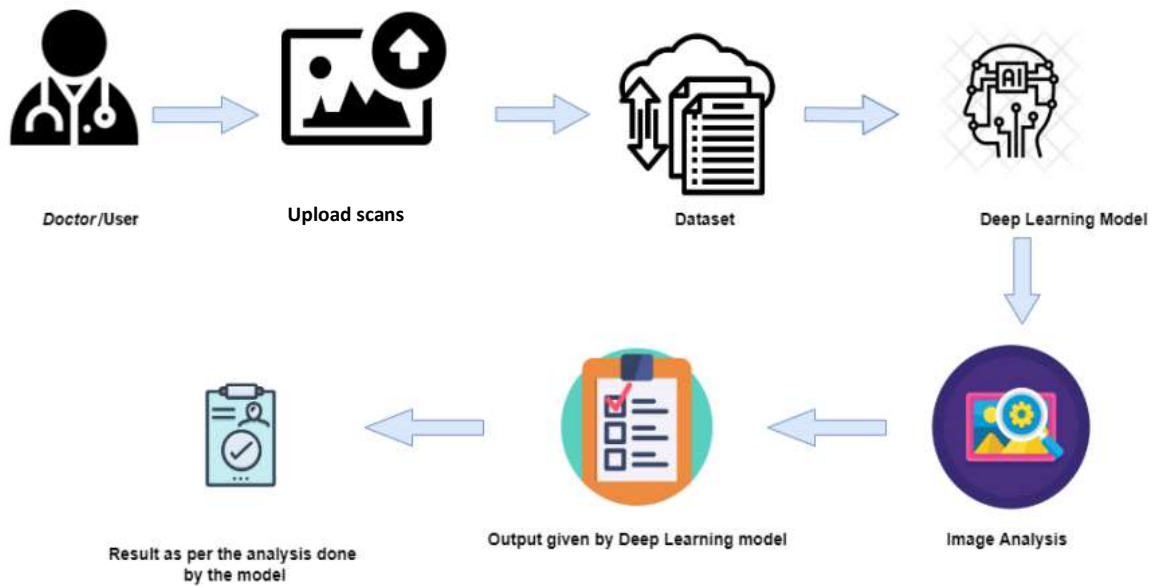 AI
Doctor/User
Upload scans
Dataset
Deep Learning Model
Image Analysis
Output given by Deep Learning model
Result as per the analysis done
by the model